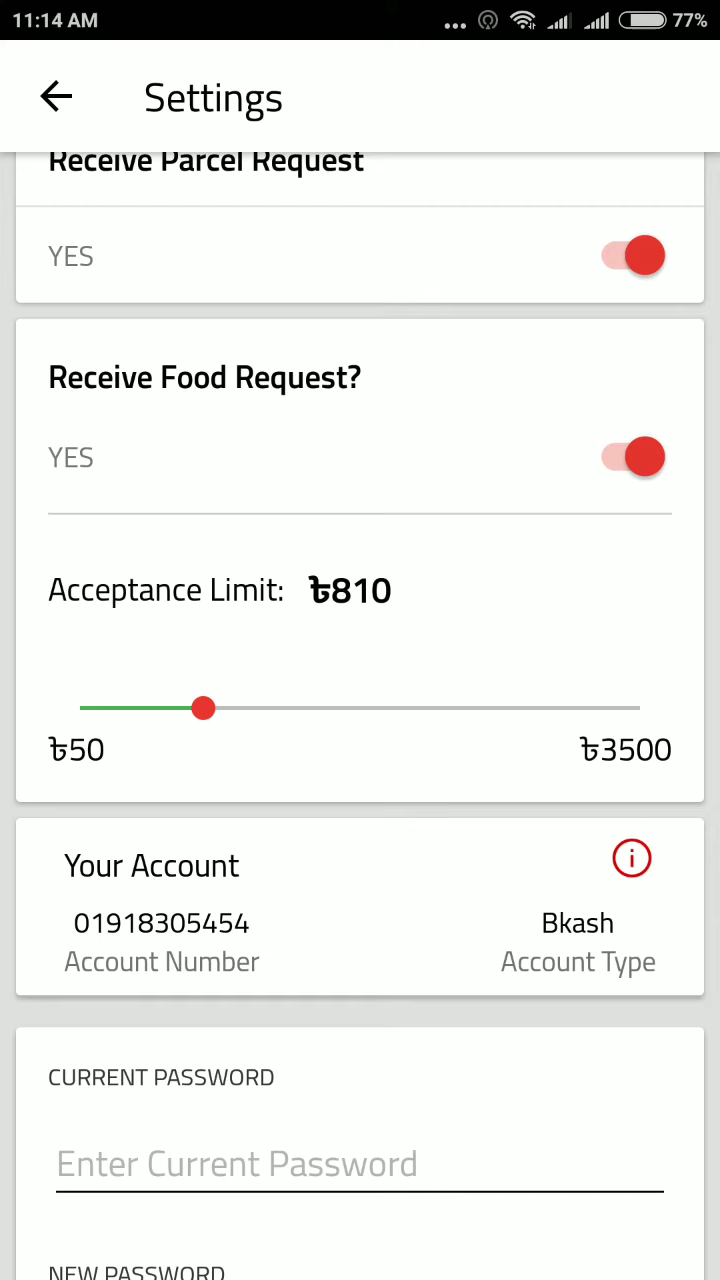 11:14 AM
77%
Settings
Receive Parcel Request
YES
Receive Food Request?
YES
Acceptance Limit: ৳810
৳50
৳3500
Your Account
01918305454
Bkash
Account Number
Account Type
CURRENT PASSWORD
Enter Current Password
NEW PASSWORD